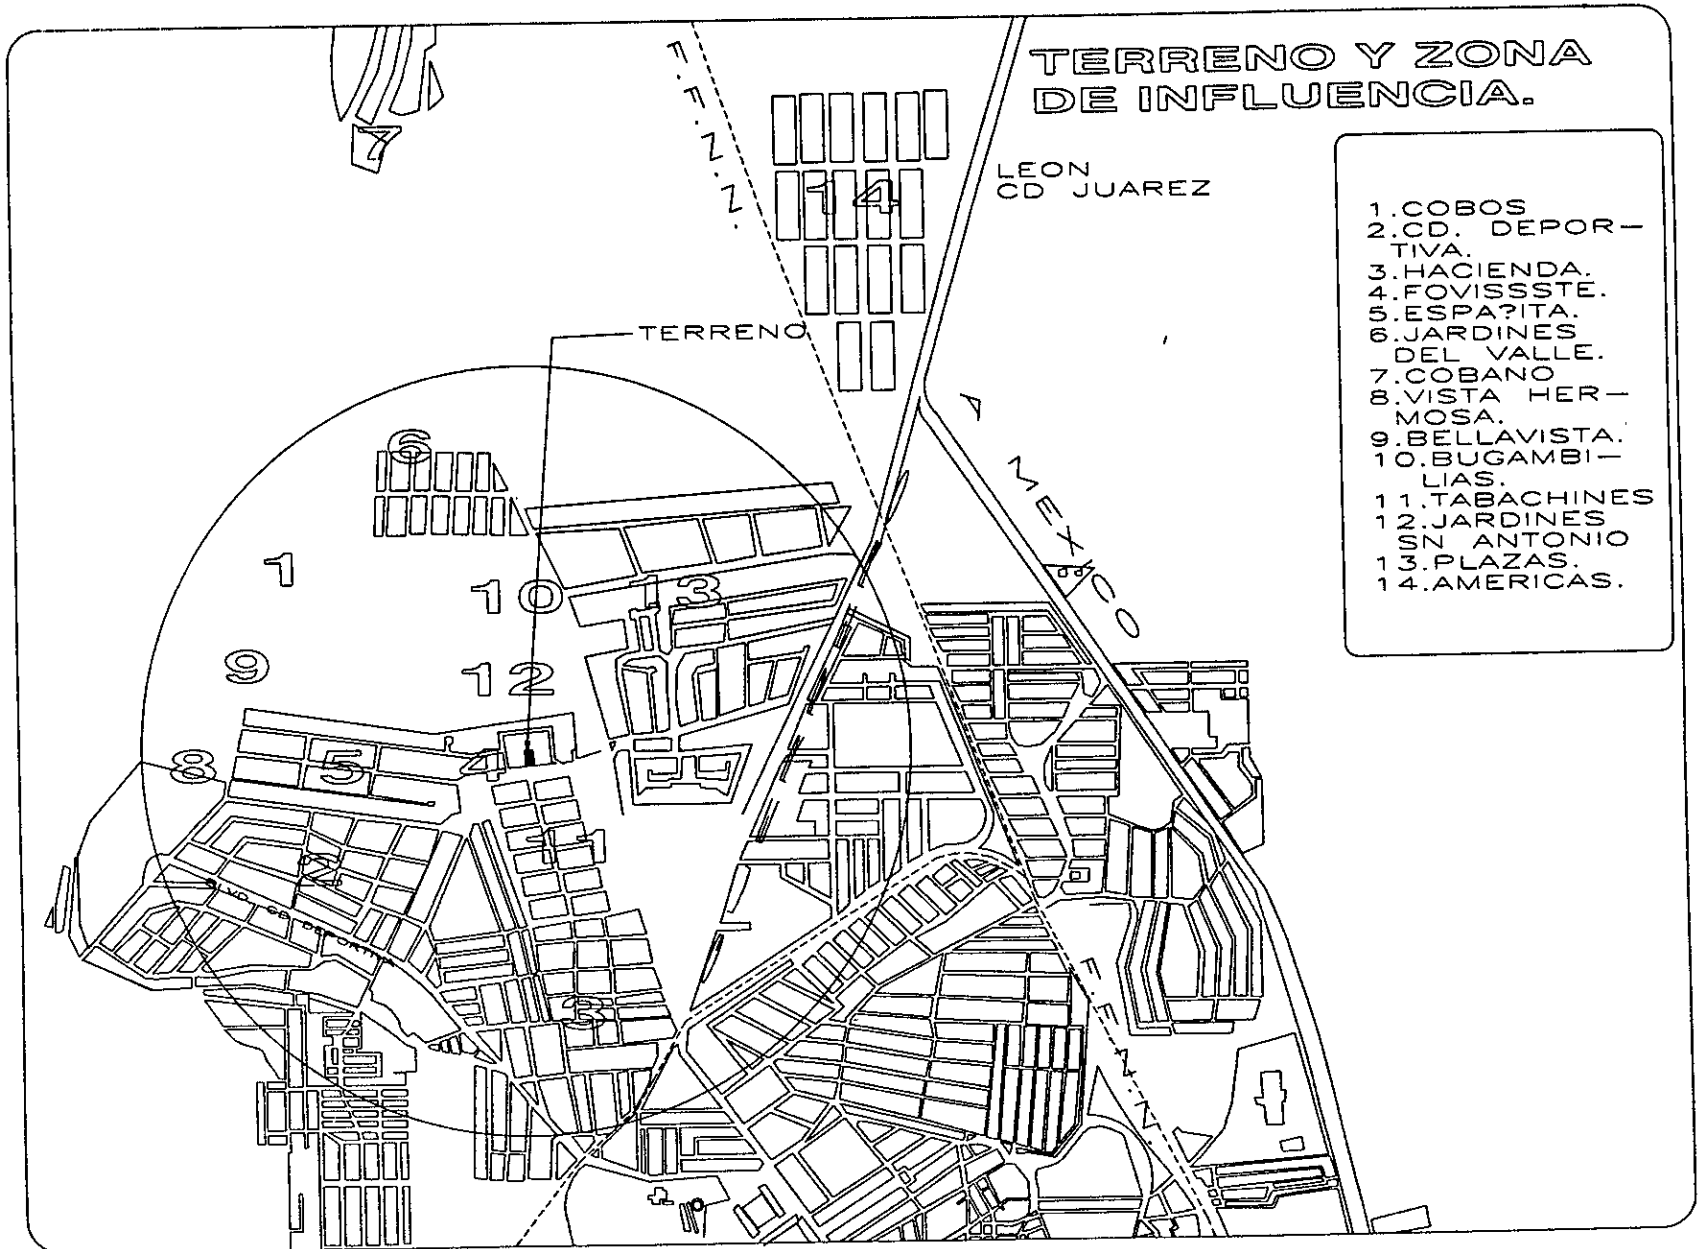 TERRENO Y ZONA
DE INFLUENCIA.
F.F.Z.Z.
7
14
LEON
CD JUAREZ
1.COBOS
2.CD. DEPOR-
TIVA.
3.HACIENDA.
4.FOVISSSTE.
5.ESPA?ITA.
6.JARDINES
DEL VALLE.
7.COBANO
8.VISTA HER-
MOSA.
9.BELLAVISTA.
10.BUGAMBI-
LIAS.
11.TABACHINES
12.JARDINES
SN ANTONIO
13.PLAZAS.
14.AMERICAS.
TERRENO
A MEXICO
6
1
10
13
9
12
8
5
4
11
2
BLVD. CD DEPORTIVA
3
F.F.Z.Z.